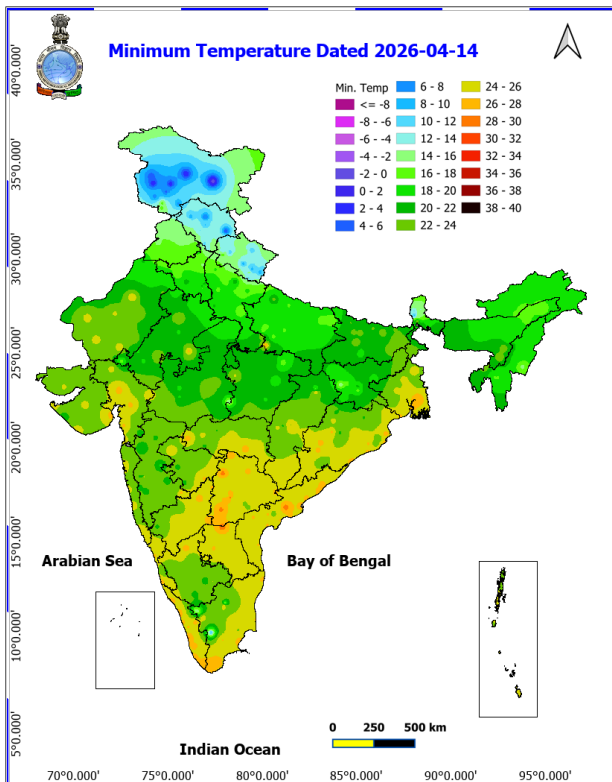 Minimum Temperature Dated 2026-04-14
Min. Temp
<= -8
-8 - -6
-6 - -4
-4 - -2
-2 - 0
0 - 2
2 - 4
4 - 6
6 - 8
8 - 10
10 - 12
12 - 14
14 - 16
16 - 18
18 - 20
20 - 22
22 - 24
24 - 26
26 - 28
28 - 30
30 - 32
32 - 34
34 - 36
36 - 38
38 - 40
40°0.000'
35°0.000'
30°0.000'
25°0.000'
20°0.000'
15°0.000'
10°0.000'
5°0.000'
Arabian Sea
Bay of Bengal
Indian Ocean
0 250 500 km
70°0.000' 75°0.000' 80°0.000' 85°0.000' 90°0.000' 95°0.000'